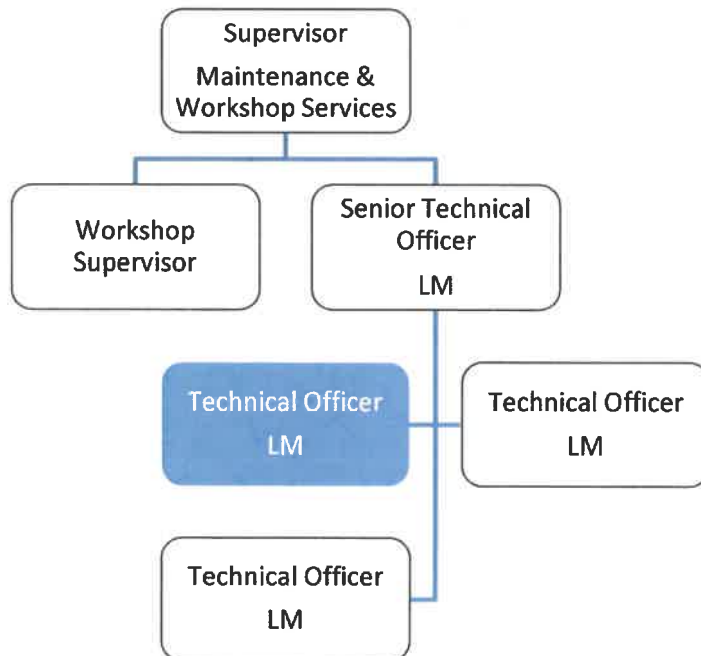 Supervisor
Maintenance &
Workshop Services
Workshop
Supervisor
Senior Technical
Officer
LM
Technical Officer
LM
Technical Officer
LM
Technical Officer
LM